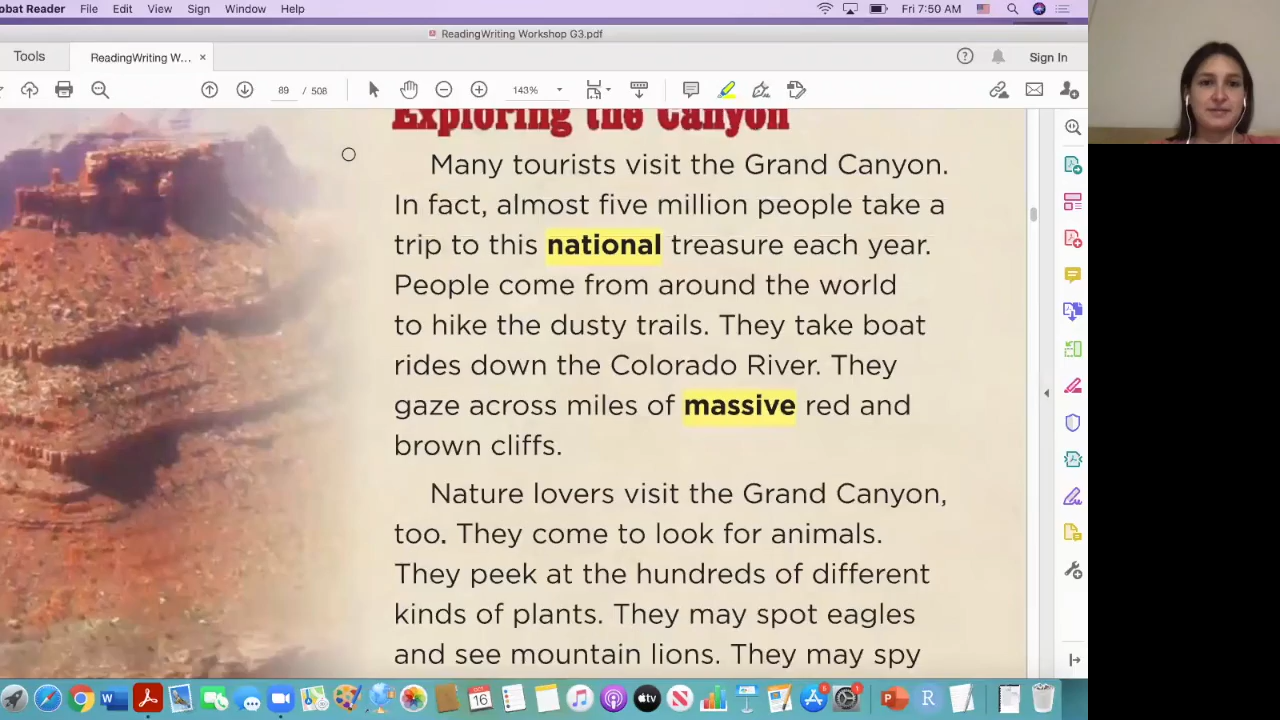 obat Reader File Edit View Sign Window Help Fri 7:50 AM
ReadingWriting Workshop G3.pdf
Tools ReadingWriting W... × Sign In
89 / 508 143%
Exploring the Canyon
Many tourists visit the Grand Canyon.
In fact, almost five million people take a
trip to this national treasure each year.
People come from around the world
to hike the dusty trails. They take boat
rides down the Colorado River. They
gaze across miles of massive red and
brown cliffs.
Nature lovers visit the Grand Canyon,
too. They come to look for animals.
They peek at the hundreds of different
kinds of plants. They may spot eagles
and see mountain lions. They may spy
OCT
16
tv